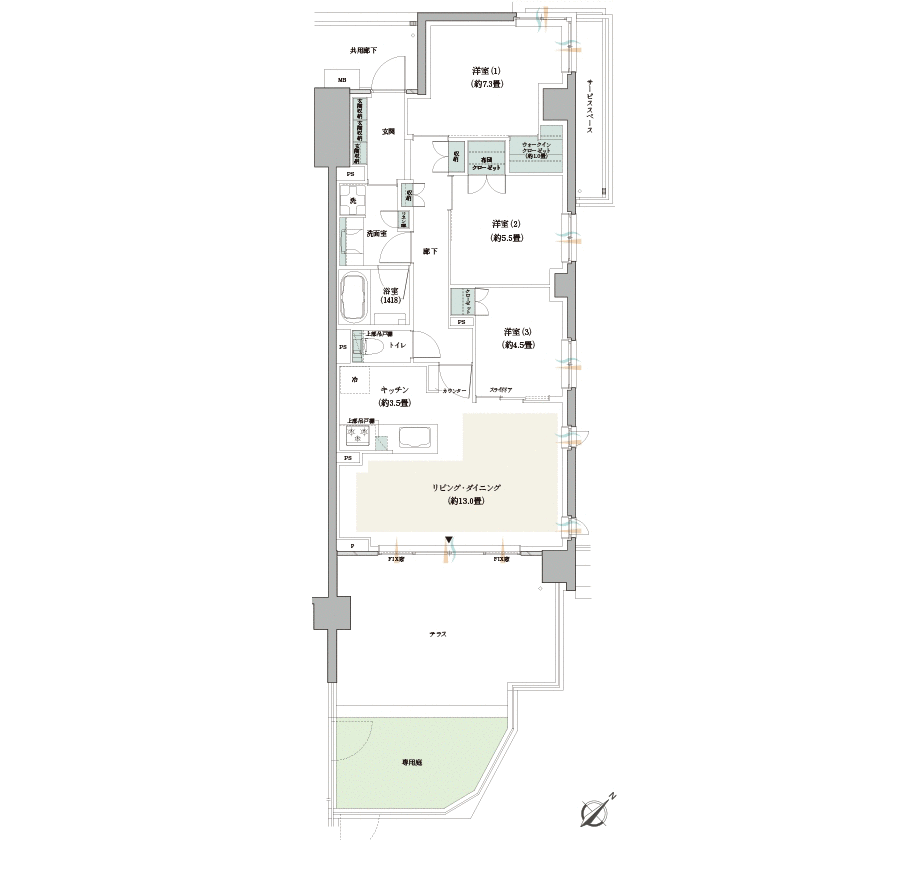 共用廊下
MB
洋室(1)
(約7.3畳)
サービススペース
玄関収納
玄関収納
玄関収納
玄関
PS
収納
布団
クローゼット
ウォークイン
クローゼット
(約1.0畳)
洗
収納
リネン庫
洗面室
洋室(2)
(約5.5畳)
廊下
浴室
(1418)
クローゼット
PS
洋室(3)
(約4.5畳)
上部吊戸棚
トイレ
PS
冷
キッチン
(約3.5畳)
カウンター
スライドドア
上部吊戸棚
PS
リビング・ダイニング
(約13.0畳)
P
FIX窓
FIX窓
テラス
専用庭
N